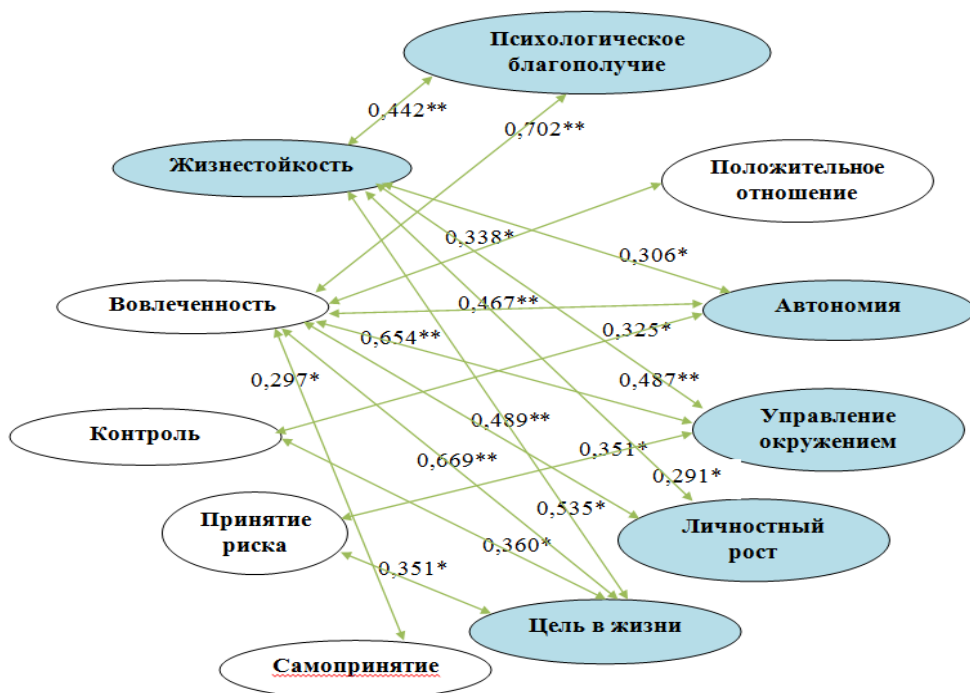 Психологическое
благополучие
0,442**
0,702**
Жизнестойкость
Положительное
отношение
0,338*
0,306*
Вовлеченность
0,467**
Автономия
0,325*
0,654**
0,297*
0,487**
Контроль
0,489**
Управление
окружением
0,351*
0,669**
0,291*
0,535*
Принятие
риска
Личностный
рост
0,360*
0,351*
Цель в жизни
Самопринятие